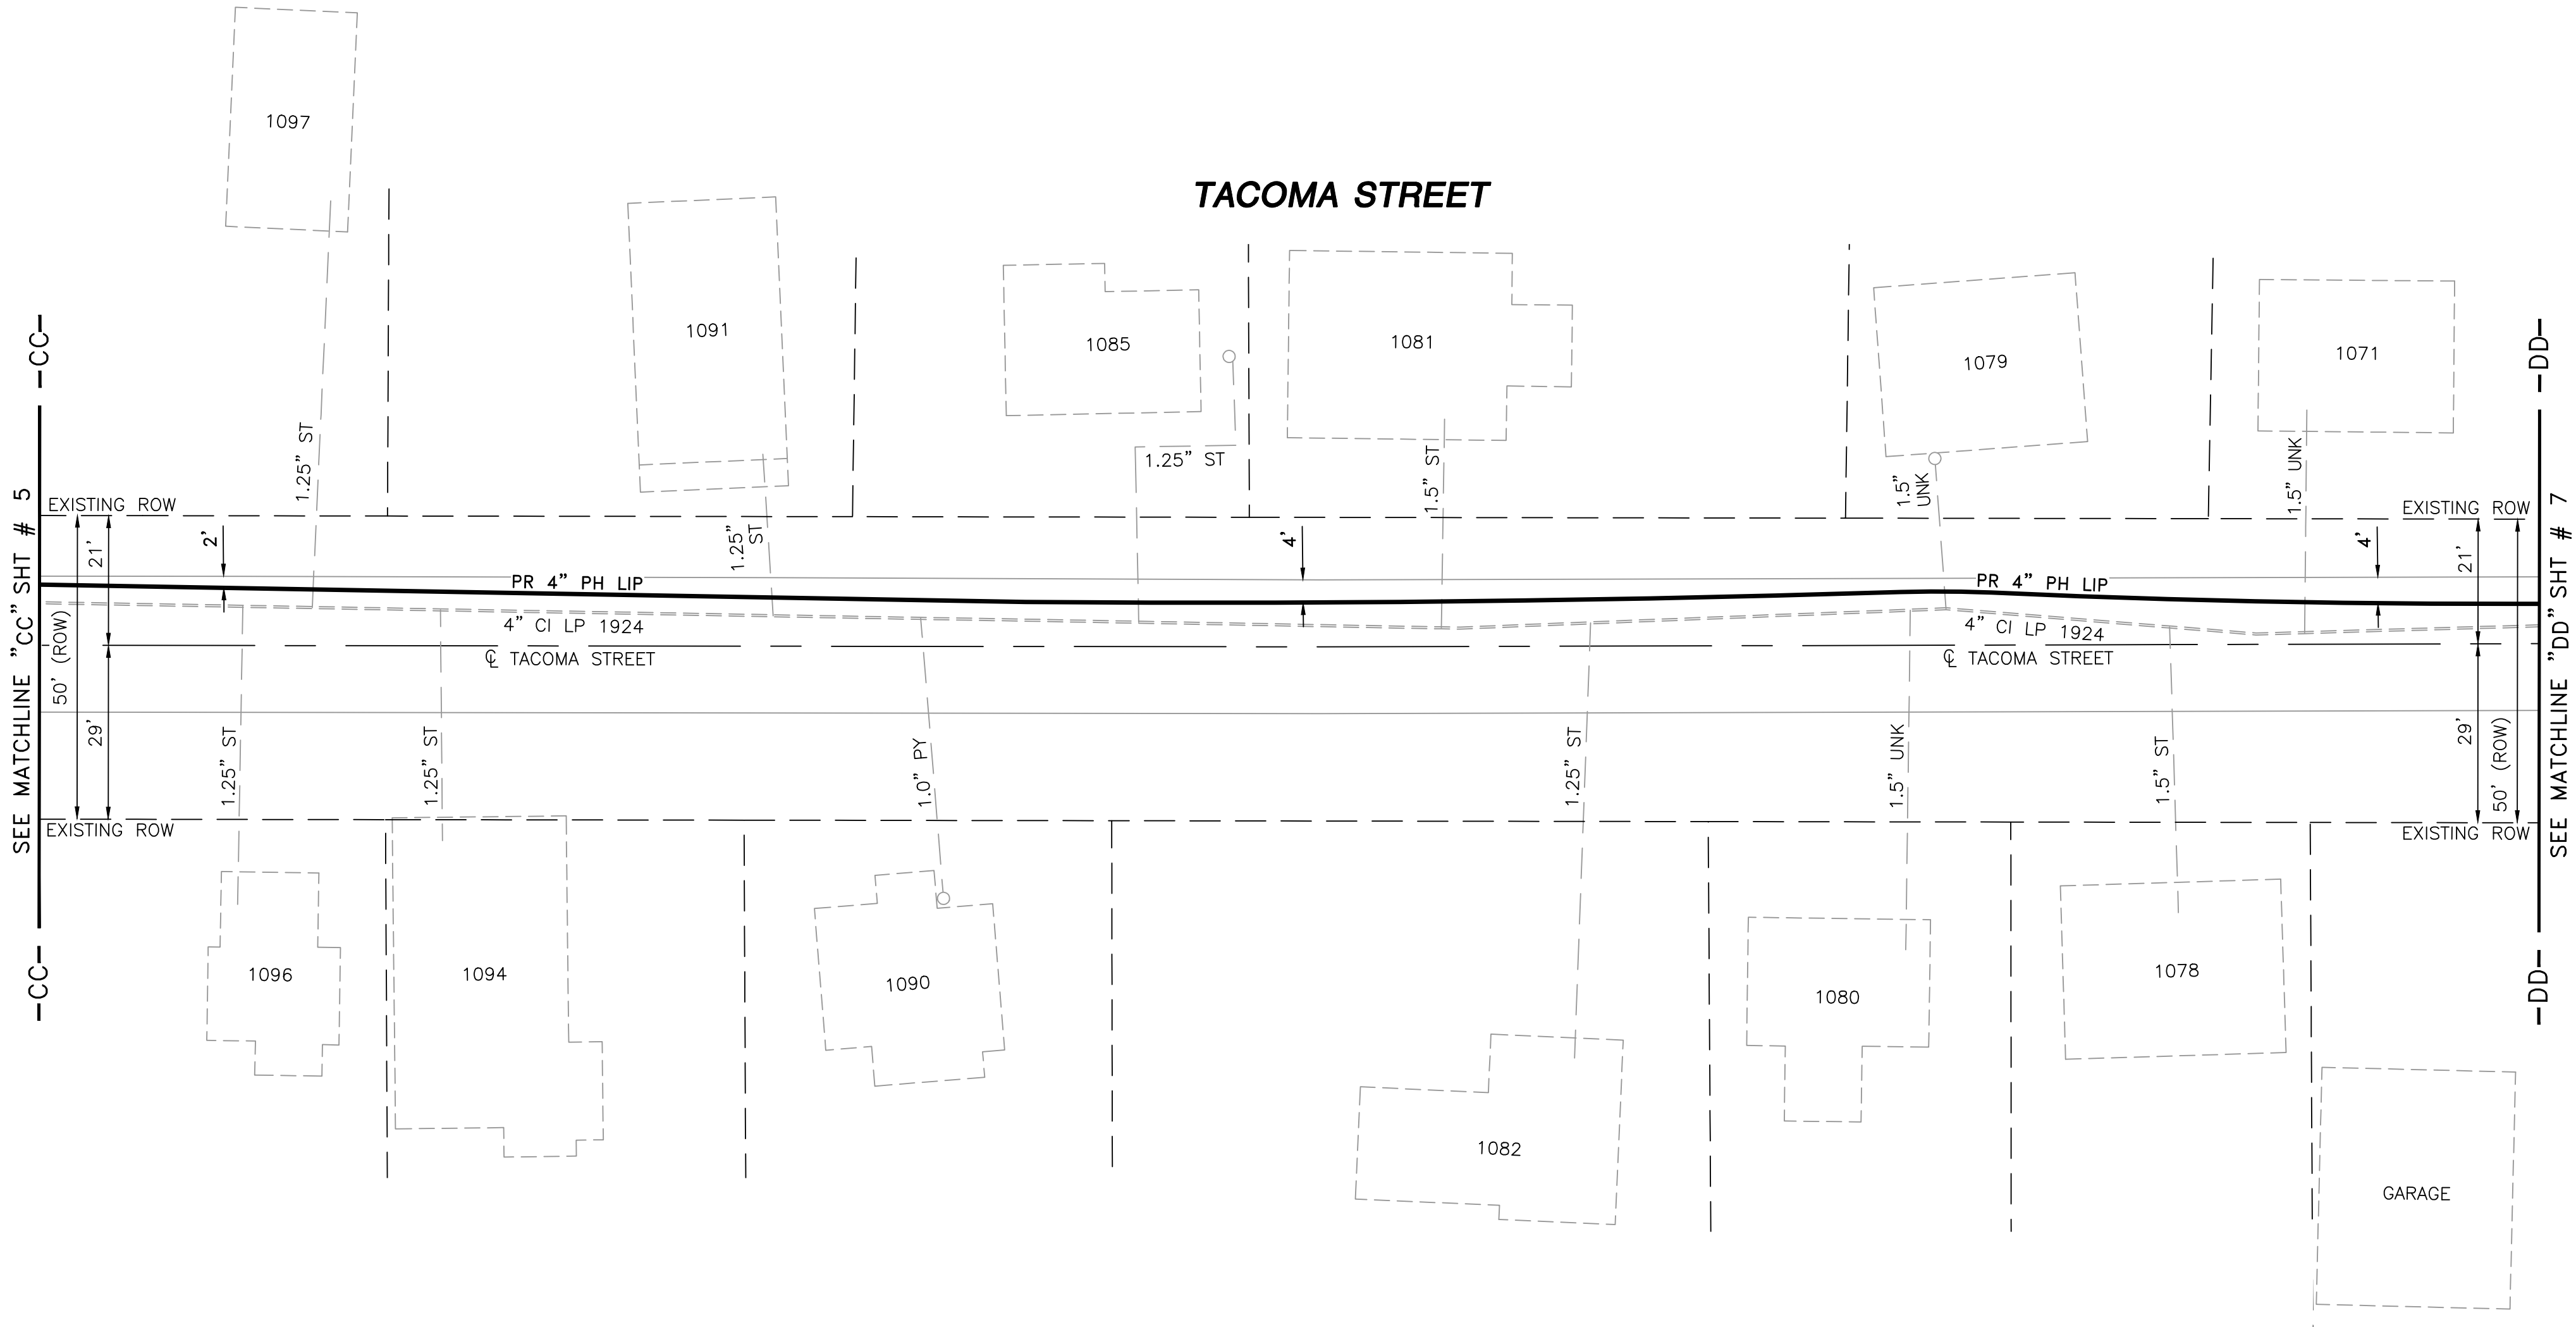 TACOMA STREET
1097
1091
1085
1081
1079
1071
-CC-
-DD-
SEE MATCHLINE "CC" SHT # 5
SEE MATCHLINE "DD" SHT # 7
1.25" ST
1.25"
ST
1.25" ST
1.5" ST
1.5"
UNK
1.5" UNK
EXISTING ROW
EXISTING ROW
21'
2'
4'
4'
21'
50' (ROW)
PR 4" PH LIP
PR 4" PH LIP
4" CI LP 1924
4" CI LP 1924
℄ TACOMA STREET
℄ TACOMA STREET
29'
29'
50' (ROW)
1.25" ST
1.25" ST
1.0" PY
1.25" ST
1.5" UNK
1.5" ST
EXISTING ROW
EXISTING ROW
-CC-
-DD-
1096
1094
1090
1082
1080
1078
GARAGE